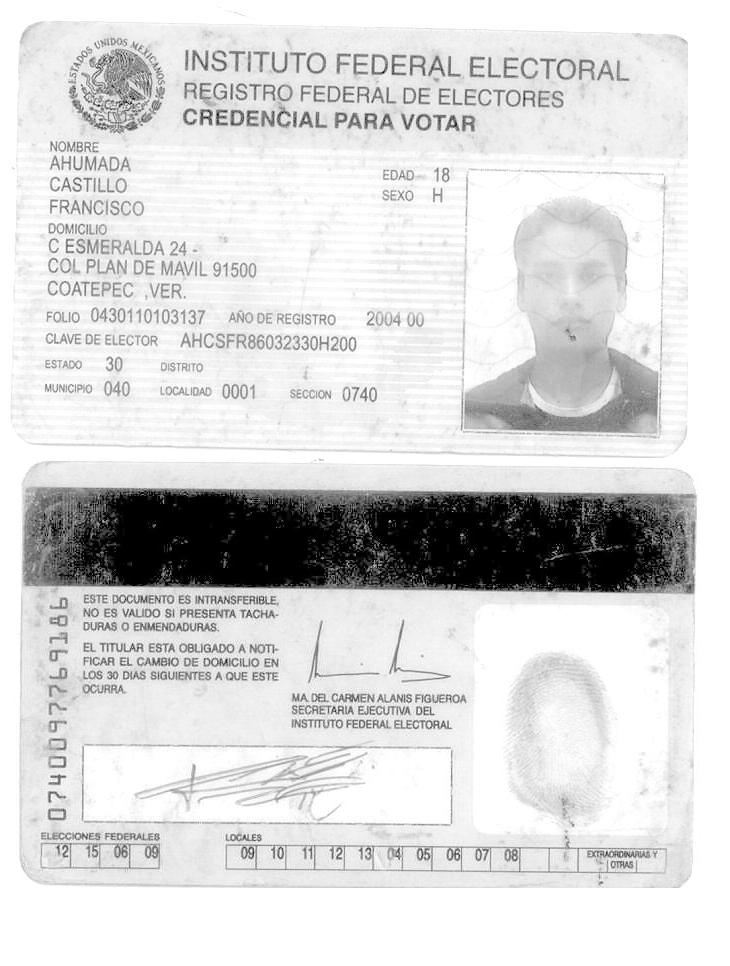 ESTADOS UNIDOS MEXICANOS
INSTITUTO FEDERAL ELECTORAL
REGISTRO FEDERAL DE ELECTORES
CREDENCIAL PARA VOTAR
NOMBRE
AHUMADA
CASTILLO
FRANCISCO
EDAD 18
SEXO H
DOMICILIO
C ESMERALDA 24 -
COL PLAN DE MAVIL 91500
COATEPEC ,VER.
FOLIO 0430110103137 AÑO DE REGISTRO 2004 00
CLAVE DE ELECTOR AHCSFR86032330H200
ESTADO 30 DISTRITO
MUNICIPIO 040 LOCALIDAD 0001 SECCION 0740
ESTE DOCUMENTO ES INTRANSFERIBLE,
NO ES VALIDO SI PRESENTA TACHA-
DURAS O ENMENDADURAS.
EL TITULAR ESTA OBLIGADO A NOTI-
FICAR EL CAMBIO DE DOMICILIO EN
LOS 30 DIAS SIGUIENTES A QUE ESTE
OCURRA.
MA. DEL CARMEN ALANIS FIGUEROA
SECRETARIA EJECUTIVA DEL
INSTITUTO FEDERAL ELECTORAL
0740097769186
ELECCIONES FEDERALES
12 15 06 09
LOCALES
09 10 11 12 13 04 05 06 07 08
EXTRAORDINARIAS Y
OTRAS